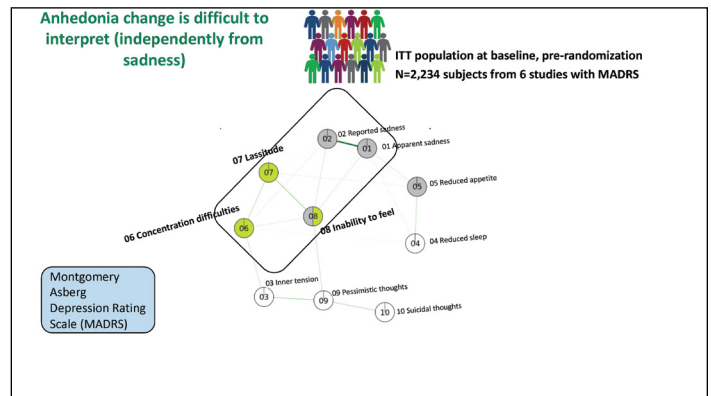 Anhedonia change is difficult to
interpret (independently from
sadness)
ITT population at baseline, pre-randomization
N=2,234 subjects from 6 studies with MADRS
02 Reported sadness
02
01
01 Apparent sadness
07 Lassitude
07
05
05 Reduced appetite
06 Concentration difficulties
06
08
08 Inability to feel
04
04 Reduced sleep
03 Inner tension
03
09 Pessimistic thoughts
09
10
10 Suicidal thoughts
Montgomery
Asberg
Depression Rating
Scale (MADRS)